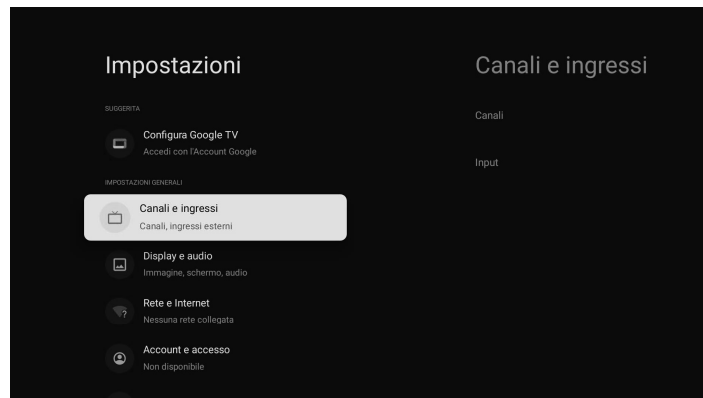 Impostazioni
SUGGERITA
Configura Google TV
Accedi con l'Account Google
IMPOSTAZIONI GENERALI
Canali e ingressi
Canali, ingressi esterni
Display e audio
Immagine, schermo, audio
Rete e Internet
Nessuna rete collegata
Account e accesso
Non disponibile
Canali e ingressi
Canali
Input